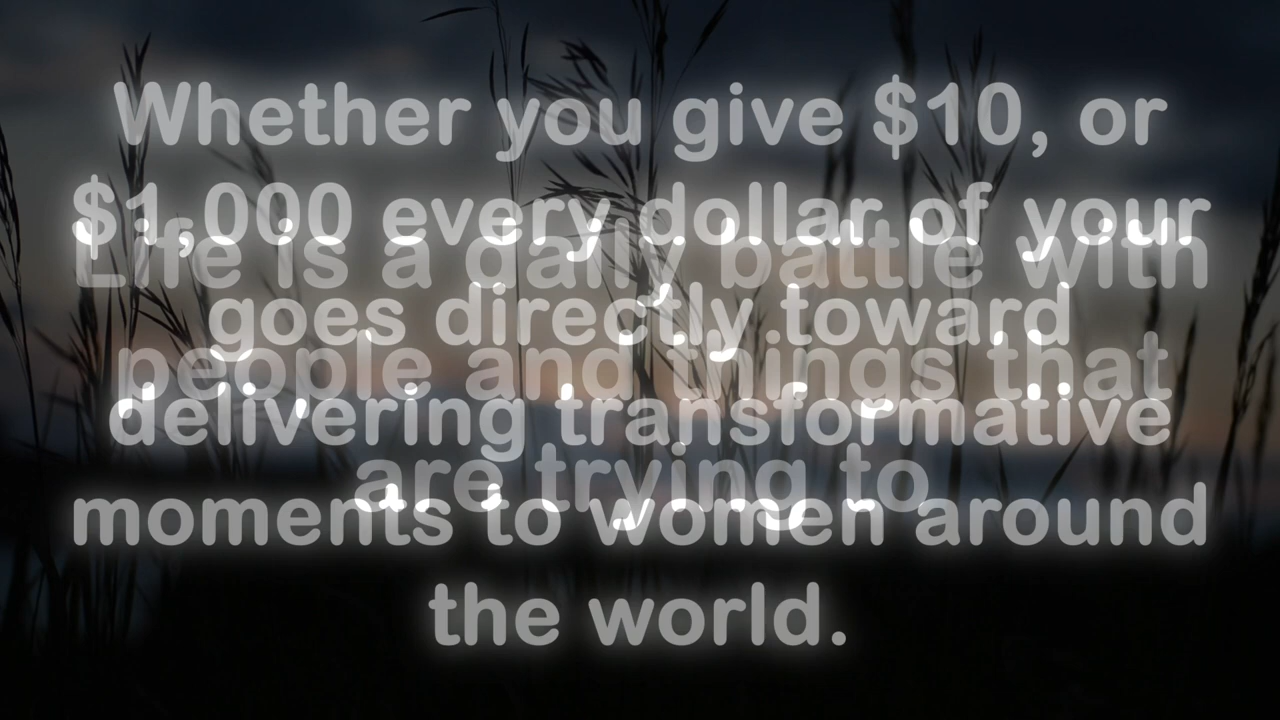 Whether you give $10, or
$1,000 every dollar of your
goes directly toward
delivering transformative
moments to women around
the world.
Life is a daily battle with
people and things that
are trying to